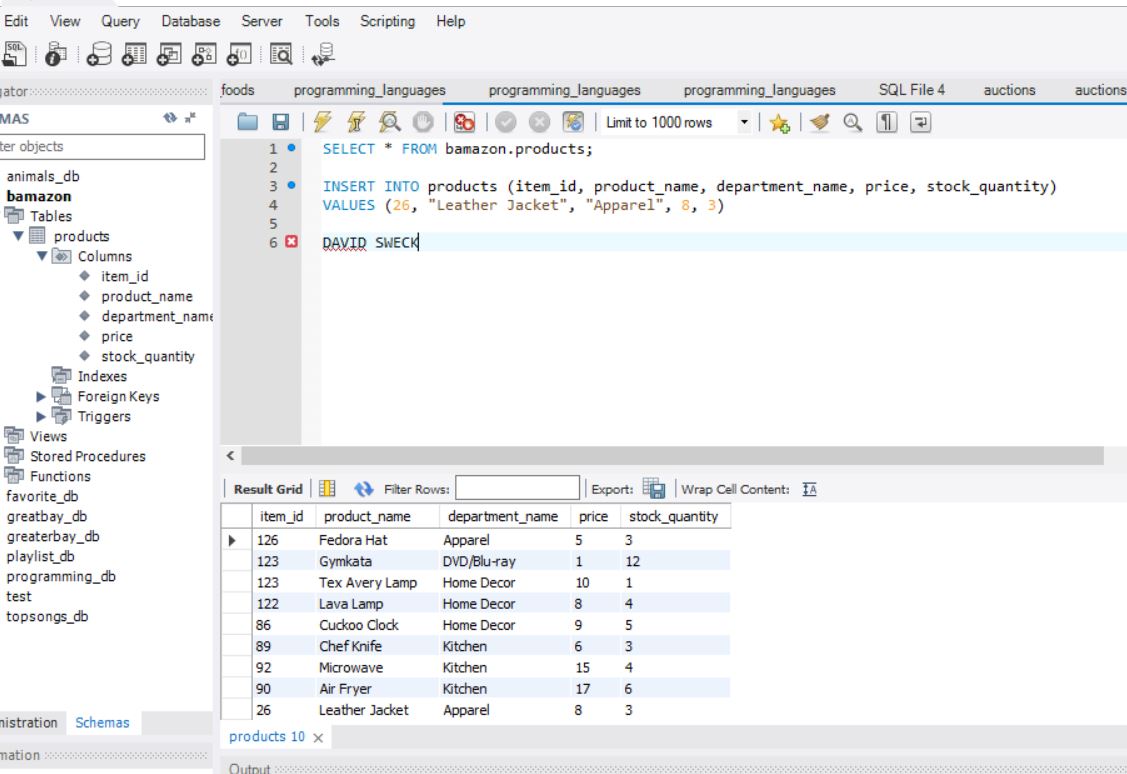 Edit View Query Database Server Tools Scripting Help
SQL
gator
foods programming_languages programming_languages programming_languages SQL File 4 auctions auctions
MAS
Limit to 1000 rows
ter objects
animals_db
bamazon
Tables
products
Columns
item_id
product_name
department_name
price
stock_quantity
Indexes
Foreign Keys
Triggers
Views
Stored Procedures
Functions
favorite_db
greatbay_db
greaterbay_db
playlist_db
programming_db
test
topsongs_db
nistration Schemas
mation
1 SELECT * FROM bamazon.products;
2
3 INSERT INTO products (item_id, product_name, department_name, price, stock_quantity)
4 VALUES (26, "Leather Jacket", "Apparel", 8, 3)
5
6 DAVID SWECK
Result Grid Filter Rows: Export: Wrap Cell Content: IA
item_id product_name department_name price stock_quantity
126 Fedora Hat Apparel 5 3
123 Gymkata DVD/Blu-ray 1 12
123 Tex Avery Lamp Home Decor 10 1
122 Lava Lamp Home Decor 8 4
86 Cuckoo Clock Home Decor 9 5
89 Chef Knife Kitchen 6 3
92 Microwave Kitchen 15 4
90 Air Fryer Kitchen 17 6
26 Leather Jacket Apparel 8 3
products 10
Output